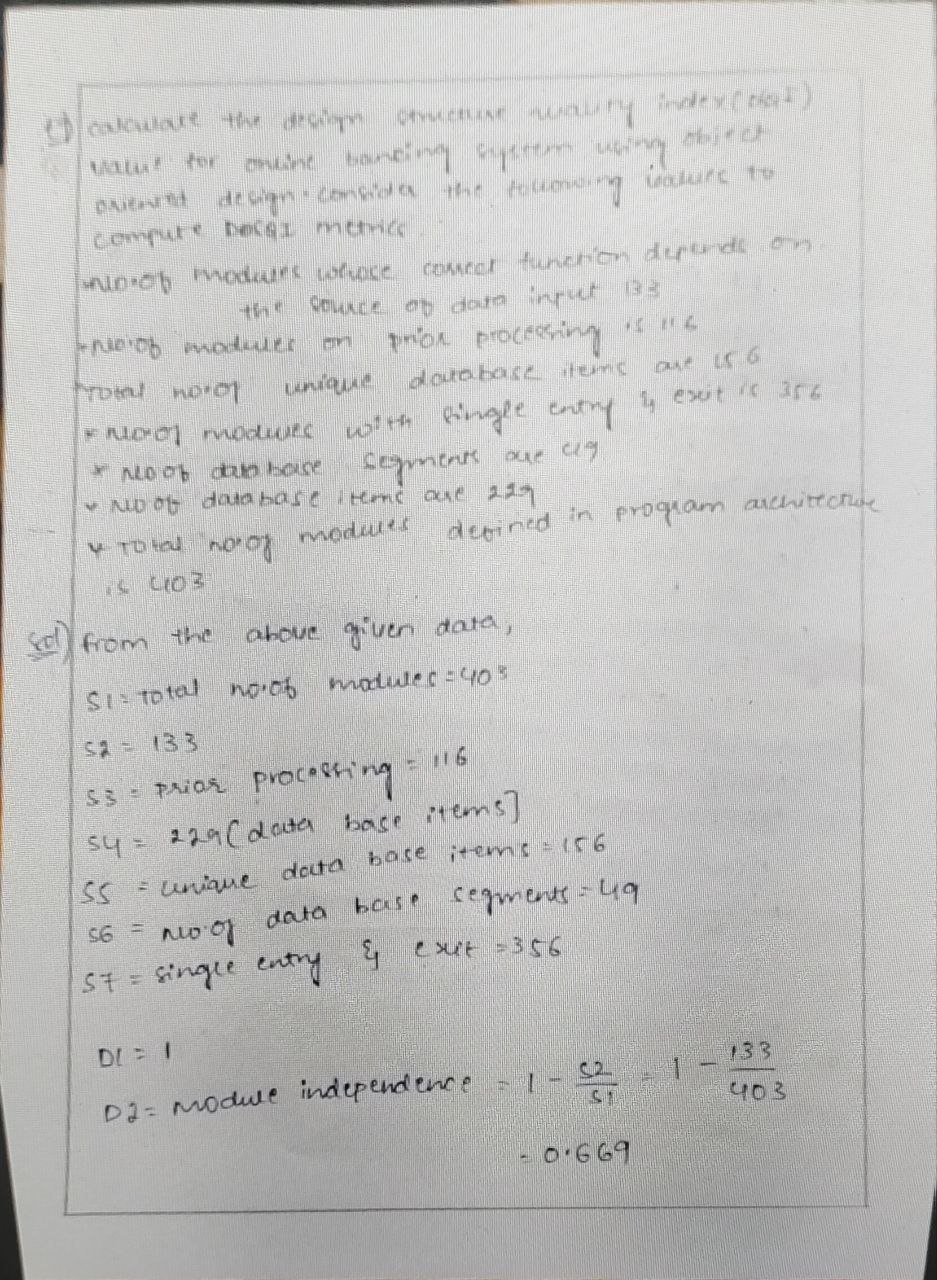 calculate the design structure quality index (dsqI)
value for online banking system using object
orienent design. consider the following values to
compute DCSQI metrics
* No. of modules whose correct function depends on
the source of data input 133
* no. of modules on prior processing is 116
* Total no. of unique database items are 156
* No. of modules with single entry & exit is 356
* No of data base segments are 49
* No of database items are 229
* Total no. of modules defined in program architecture
is 403
Sol) from the above given data,
S1 = Total no. of modules = 403
S2 = 133
S3 = prior processing = 116
S4 = 229 [data base items]
S5 = unique data base items = 156
S6 = No. of data base segments = 49
S7 = single entry & exit = 356
D1 = 1
D2 = module independence = 1 - S2/S1 = 1 - 133/403
= 0.669